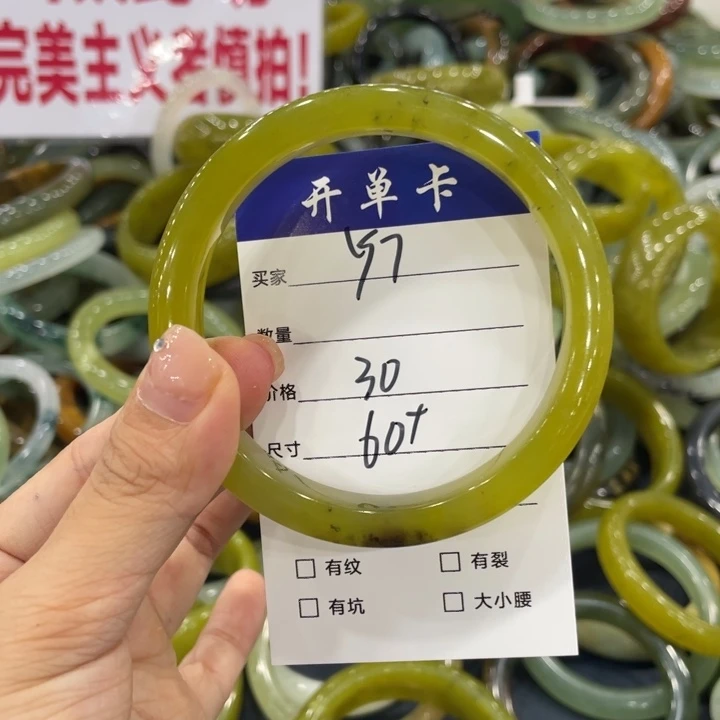 完美主义者慎拍!
开单卡
买家 97
数量
价格 30
尺寸 60+
有纹 有裂
有坑 大小腰